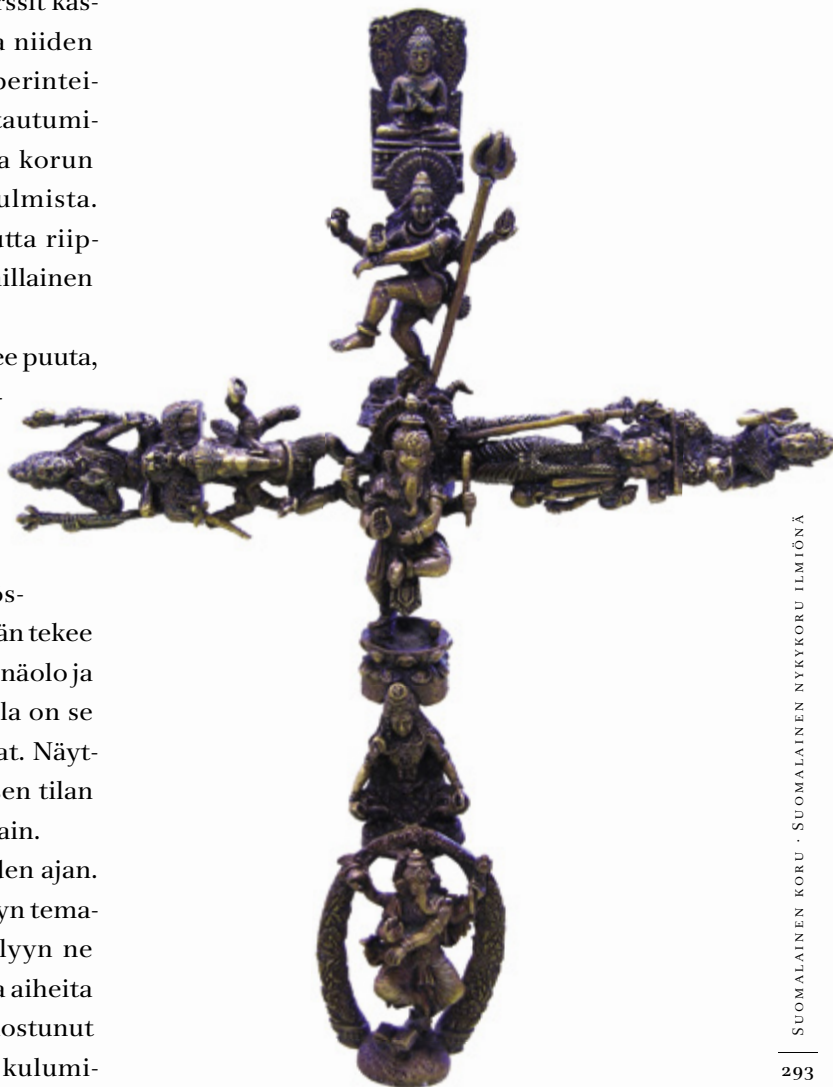 rssit käs-
a niiden
perintei-
tautumi-
a korun
ulmista.
utta riip-
illainen
ee puuta,
-
os-
än tekee
näolo ja
la on se
at. Näyt-
en tilan
ain.
len ajan.
yn tema-
lyyn ne
a aiheita
ostunut
kulumi-
Suomalainen koru · Suomalainen nykykoru ilmiönä
293